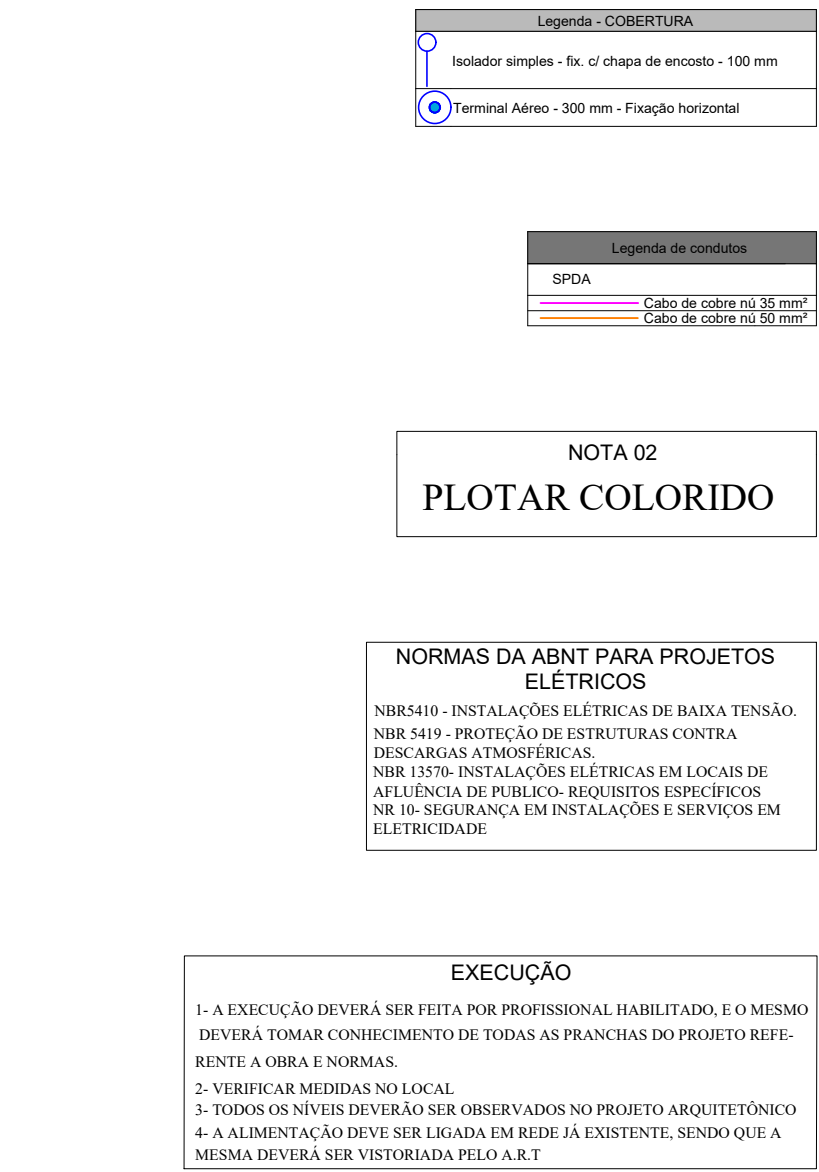 Legenda - COBERTURA
Isolador simples - fix. c/ chapa de encosto - 100 mm
Terminal Aéreo - 300 mm - Fixação horizontal
Legenda de condutos
SPDA
Cabo de cobre nú 35 mm²
Cabo de cobre nú 50 mm²
NOTA 02
PLOTAR COLORIDO
NORMAS DA ABNT PARA PROJETOS
ELÉTRICOS
NBR5410 - INSTALAÇÕES ELÉTRICAS DE BAIXA TENSÃO.
NBR 5419 - PROTEÇÃO DE ESTRUTURAS CONTRA
DESCARGAS ATMOSFÉRICAS.
NBR 13570- INSTALAÇÕES ELÉTRICAS EM LOCAIS DE
AFLUÊNCIA DE PUBLICO- REQUISITOS ESPECÍFICOS
NR 10- SEGURANÇA EM INSTALAÇÕES E SERVIÇOS EM
ELETRICIDADE
EXECUÇÃO
1- A EXECUÇÃO DEVERÁ SER FEITA POR PROFISSIONAL HABILITADO, E O MESMO
DEVERÁ TOMAR CONHECIMENTO DE TODAS AS PRANCHAS DO PROJETO REFE-
RENTE A OBRA E NORMAS.
2- VERIFICAR MEDIDAS NO LOCAL
3- TODOS OS NÍVEIS DEVERÃO SER OBSERVADOS NO PROJETO ARQUITETÔNICO
4- A ALIMENTAÇÃO DEVE SER LIGADA EM REDE JÁ EXISTENTE, SENDO QUE A
MESMA DEVERÁ SER VISTORIADA PELO A.R.T